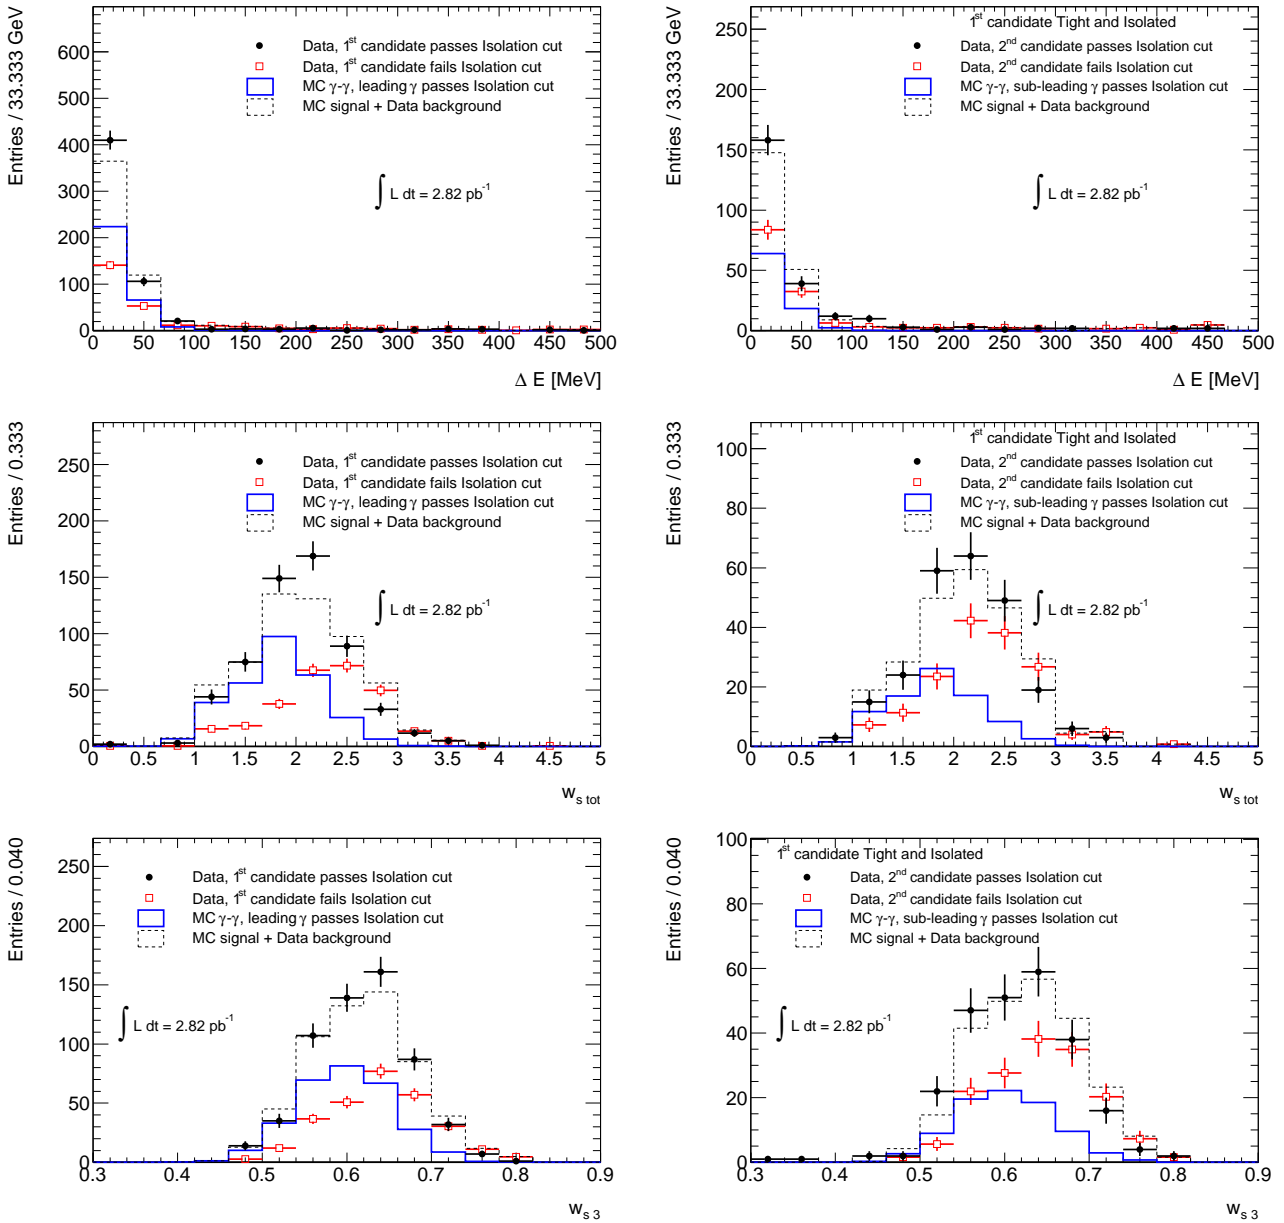 Entries / 33.333 GeV
600
500
400
300
200
100
0
Data, 1st candidate passes Isolation cut
Data, 1st candidate fails Isolation cut
MC γ-γ, leading γ passes Isolation cut
MC signal + Data background
∫ L dt = 2.82 pb-1
0 50 100 150 200 250 300 350 400 450 500
Δ E [MeV]
Entries / 33.333 GeV
250
200
150
100
50
0
1st candidate Tight and Isolated
Data, 2nd candidate passes Isolation cut
Data, 2nd candidate fails Isolation cut
MC γ-γ, sub-leading γ passes Isolation cut
MC signal + Data background
∫ L dt = 2.82 pb-1
0 50 100 150 200 250 300 350 400 450 500
Δ E [MeV]
Entries / 0.333
250
200
150
100
50
0
Data, 1st candidate passes Isolation cut
Data, 1st candidate fails Isolation cut
MC γ-γ, leading γ passes Isolation cut
MC signal + Data background
∫ L dt = 2.82 pb-1
0 0.5 1 1.5 2 2.5 3 3.5 4 4.5 5
ws tot
Entries / 0.333
100
80
60
40
20
0
1st candidate Tight and Isolated
Data, 2nd candidate passes Isolation cut
Data, 2nd candidate fails Isolation cut
MC γ-γ, sub-leading γ passes Isolation cut
MC signal + Data background
∫ L dt = 2.82 pb-1
0 0.5 1 1.5 2 2.5 3 3.5 4 4.5 5
ws tot
Entries / 0.040
250
200
150
100
50
0
Data, 1st candidate passes Isolation cut
Data, 1st candidate fails Isolation cut
MC γ-γ, leading γ passes Isolation cut
MC signal + Data background
∫ L dt = 2.82 pb-1
0.3 0.4 0.5 0.6 0.7 0.8 0.9
ws 3
Entries / 0.040
100
80
60
40
20
0
1st candidate Tight and Isolated
Data, 2nd candidate passes Isolation cut
Data, 2nd candidate fails Isolation cut
MC γ-γ, sub-leading γ passes Isolation cut
MC signal + Data background
∫ L dt = 2.82 pb-1
0.3 0.4 0.5 0.6 0.7 0.8 0.9
ws 3